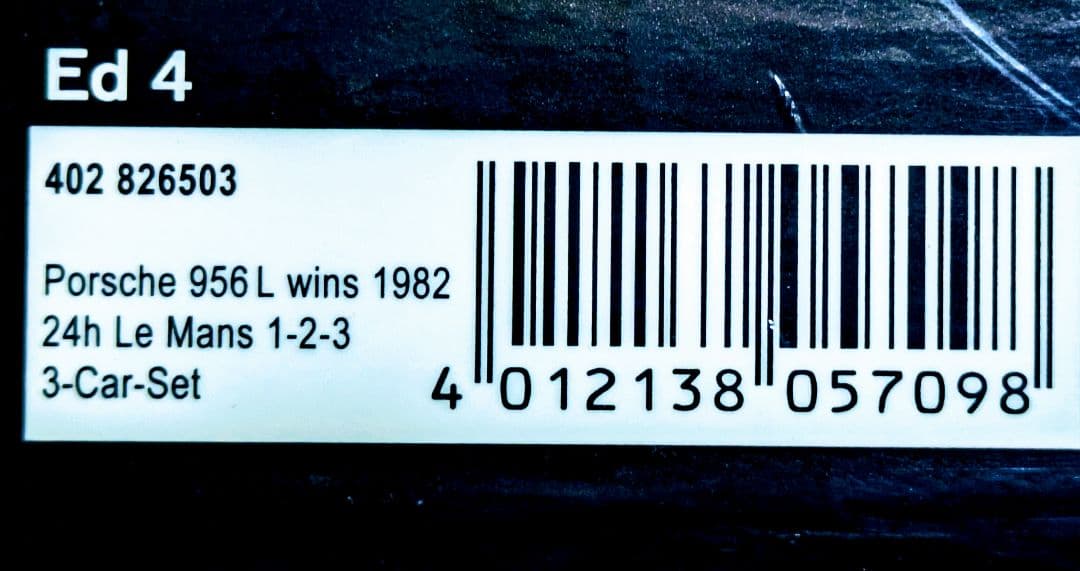 Ed 4
402 826503
Porsche 956 L wins 1982
24h Le Mans 1-2-3
3-Car-Set
4 012138 057098